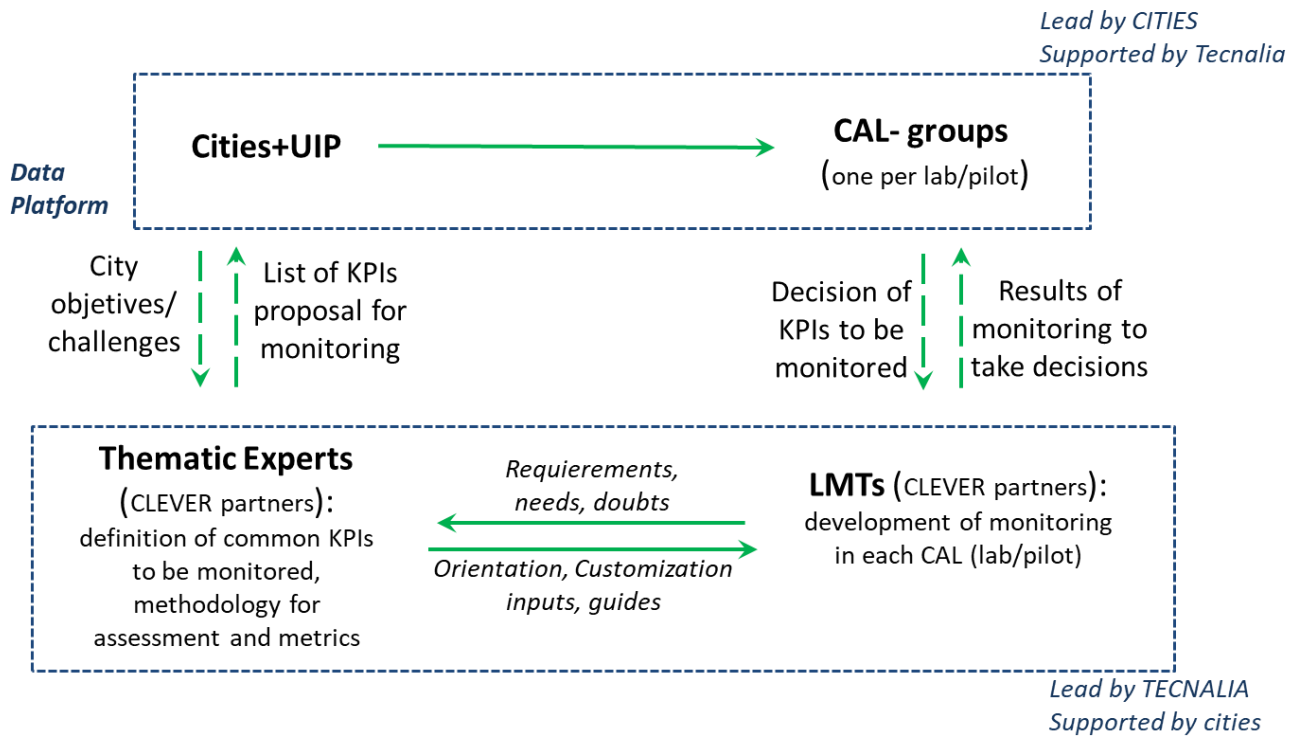 Lead by CITIES
Supported by Tecnalia
Cities+UIP
CAL- groups
(one per lab/pilot)
Data
Platform
City
objetives/
challenges
List of KPIs
proposal for
monitoring
Decision of
KPIs to be
monitored
Results of
monitoring to
take decisions
Thematic Experts
(CLEVER partners):
definition of common KPIs
to be monitored,
methodology for
assessment and metrics
Requierements,
needs, doubts
Orientation, Customization
inputs, guides
LMTs (CLEVER partners):
development of monitoring
in each CAL (lab/pilot)
Lead by TECNALIA
Supported by cities